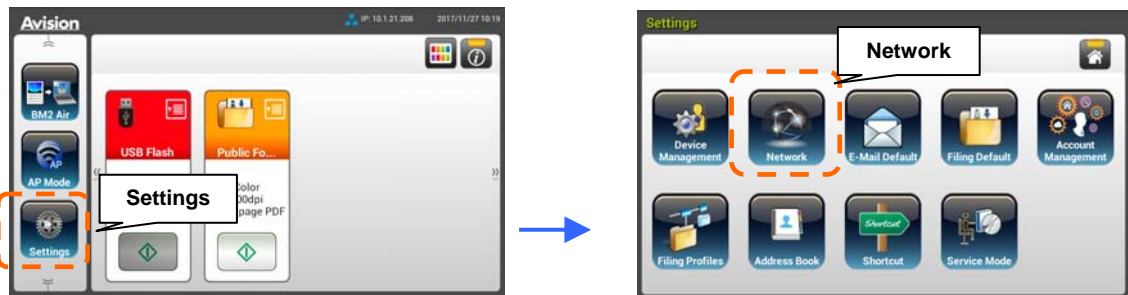 Avision
IP: 10.1.21.208 2017/11/27 10:19
BM2 Air
AP
AP Mode
Settings
USB Flash
Public Fo...
Color
page PDF
Settings
Settings
Network
Device
Management
Network
E-Mail Default
Filing Default
Account
Management
Filing Profiles
Address Book
Shortcut
Shortcut
Service Mode